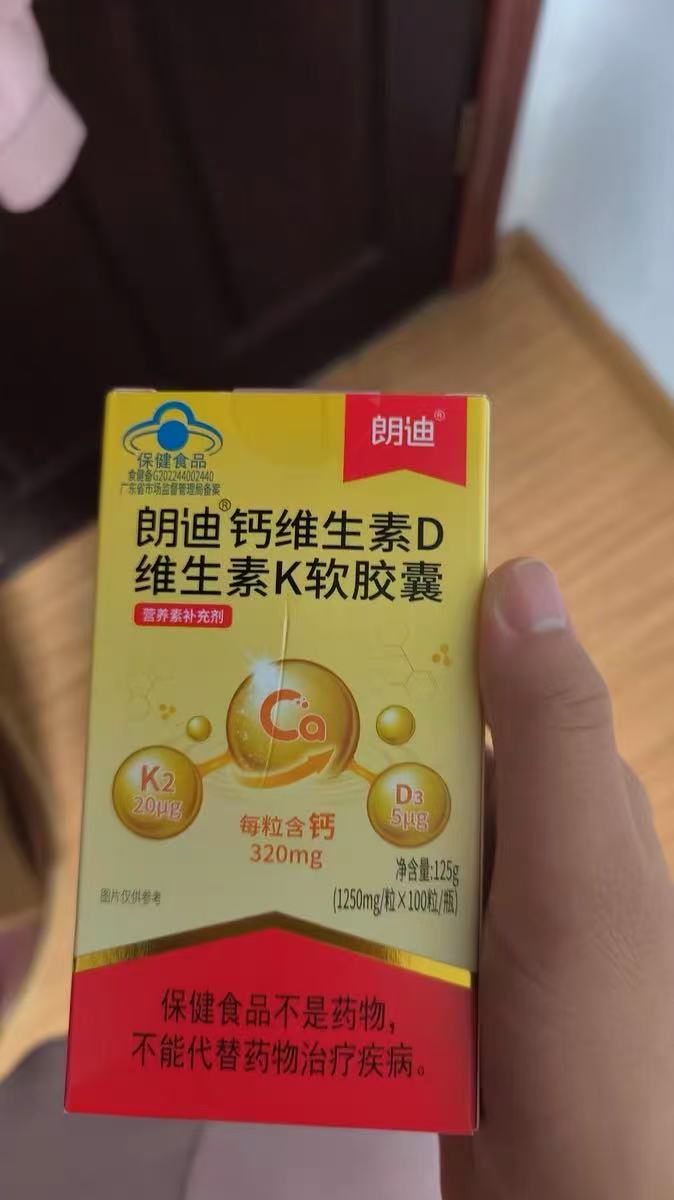 朗迪®
保健食品
食健备G202244002440
广东省市场监督管理局备案
朗迪®钙维生素D
维生素K软胶囊
营养素补充剂
Ca
K2
20μg
D3
5μg
每粒含钙
320mg
净含量:125g
(1250mg/粒×100粒/瓶)
图片仅供参考
保健食品不是药物,
不能代替药物治疗疾病。